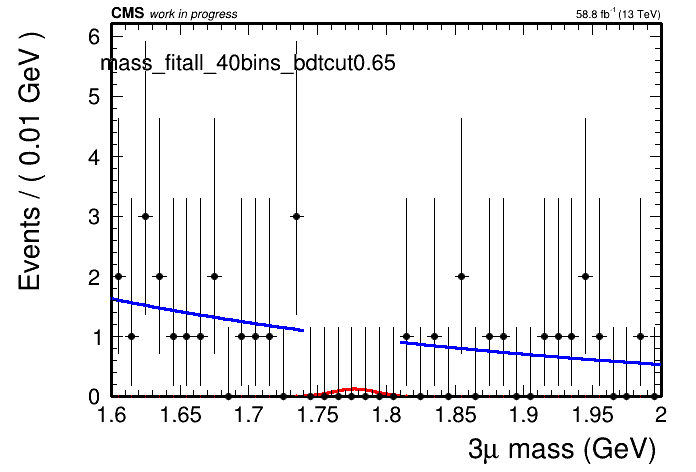 CMS work in progress 58.8 fb-1 (13 TeV)
mass_fitall_40bins_bdtcut0.65
Events / ( 0.01 GeV )
6
5
4
3
2
1
0
1.6 1.65 1.7 1.75 1.8 1.85 1.9 1.95 2
3μ mass (GeV)